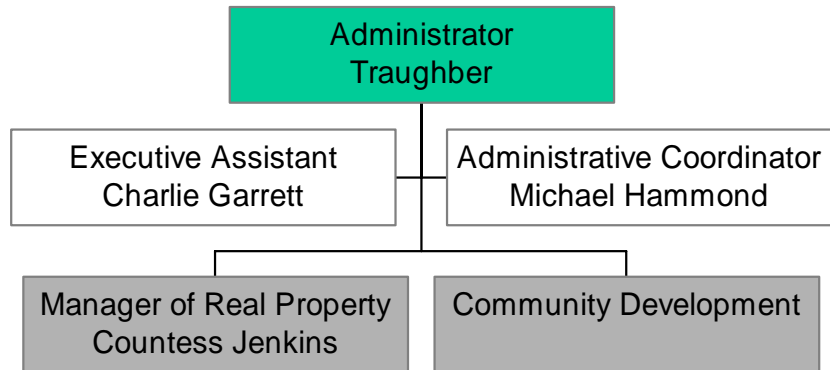 Administrator
Traughber
Executive Assistant
Charlie Garrett
Administrative Coordinator
Michael Hammond
Manager of Real Property
Countess Jenkins
Community Development